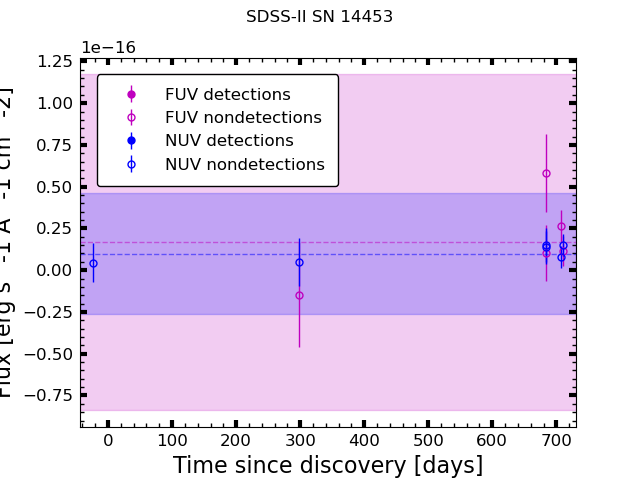 SDSS-II SN 14453
1e−16
1.25
1.00
0.75
0.50
0.25
0.00
−0.25
−0.50
−0.75
Flux [erg s -1 A -1 cm -2]
FUV detections
FUV nondetections
NUV detections
NUV nondetections
0 100 200 300 400 500 600 700
Time since discovery [days]